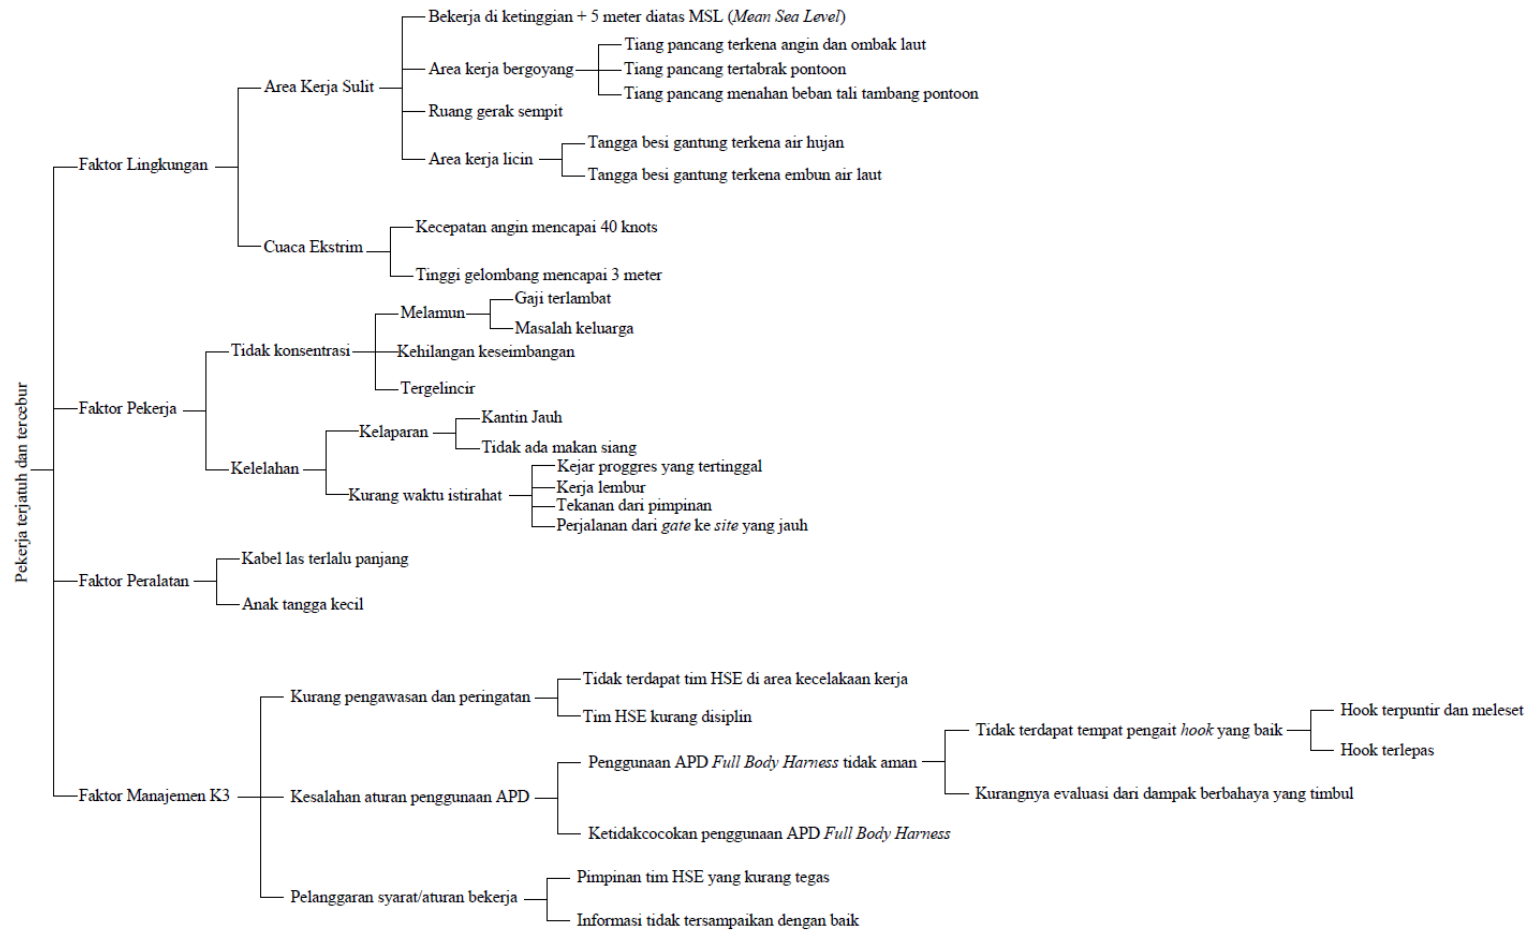 Pekerja terjatuh dan tercebur
Faktor Lingkungan
Area Kerja Sulit
Bekerja di ketinggian + 5 meter diatas MSL (Mean Sea Level)
Area kerja bergoyang
Tiang pancang terkena angin dan ombak laut
Tiang pancang tertabrak pontoon
Tiang pancang menahan beban tali tambang pontoon
Ruang gerak sempit
Area kerja licin
Tangga besi gantung terkena air hujan
Tangga besi gantung terkena embun air laut
Cuaca Ekstrim
Kecepatan angin mencapai 40 knots
Tinggi gelombang mencapai 3 meter
Faktor Pekerja
Tidak konsentrasi
Melamun
Gaji terlambat
Masalah keluarga
Kehilangan keseimbangan
Tergelincir
Kelelahan
Kelaparan
Kantin Jauh
Tidak ada makan siang
Kurang waktu istirahat
Kejar proggres yang tertinggal
Kerja lembur
Tekanan dari pimpinan
Perjalanan dari gate ke site yang jauh
Faktor Peralatan
Kabel las terlalu panjang
Anak tangga kecil
Faktor Manajemen K3
Kurang pengawasan dan peringatan
Tidak terdapat tim HSE di area kecelakaan kerja
Tim HSE kurang disiplin
Kesalahan aturan penggunaan APD
Penggunaan APD Full Body Harness tidak aman
Tidak terdapat tempat pengait hook yang baik
Hook terpuntir dan meleset
Hook terlepas
Kurangnya evaluasi dari dampak berbahaya yang timbul
Ketidakcocokan penggunaan APD Full Body Harness
Pelanggaran syarat/aturan bekerja
Pimpinan tim HSE yang kurang tegas
Informasi tidak tersampaikan dengan baik